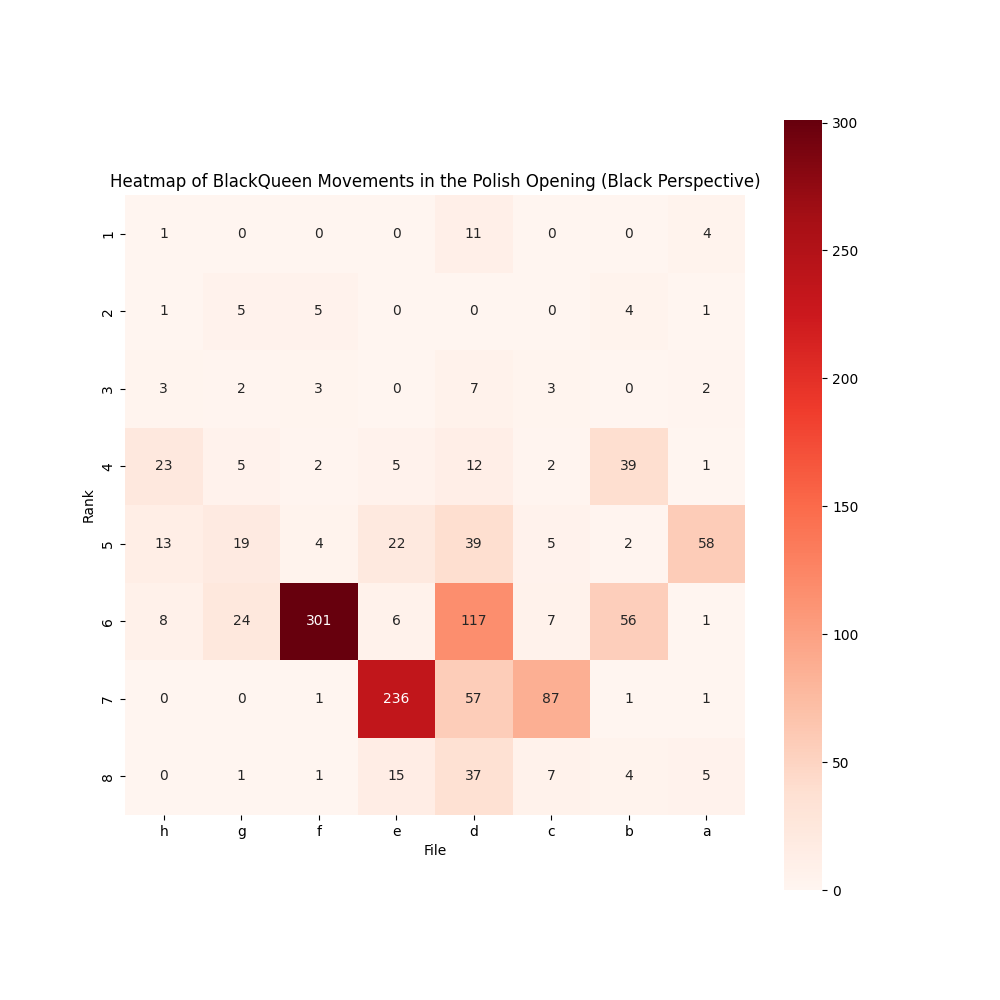 Heatmap of BlackQueen Movements in the Polish Opening (Black Perspective)
1 1 0 0 0 11 0 0 4
2 1 5 5 0 0 0 4 1
3 3 2 3 0 7 3 0 2
4 23 5 2 5 12 2 39 1
5 13 19 4 22 39 5 2 58
6 8 24 301 6 117 7 56 1
7 0 0 1 236 57 87 1 1
8 0 1 1 15 37 7 4 5
h g f e d c b a
Rank
File
300
250
200
150
100
50
0